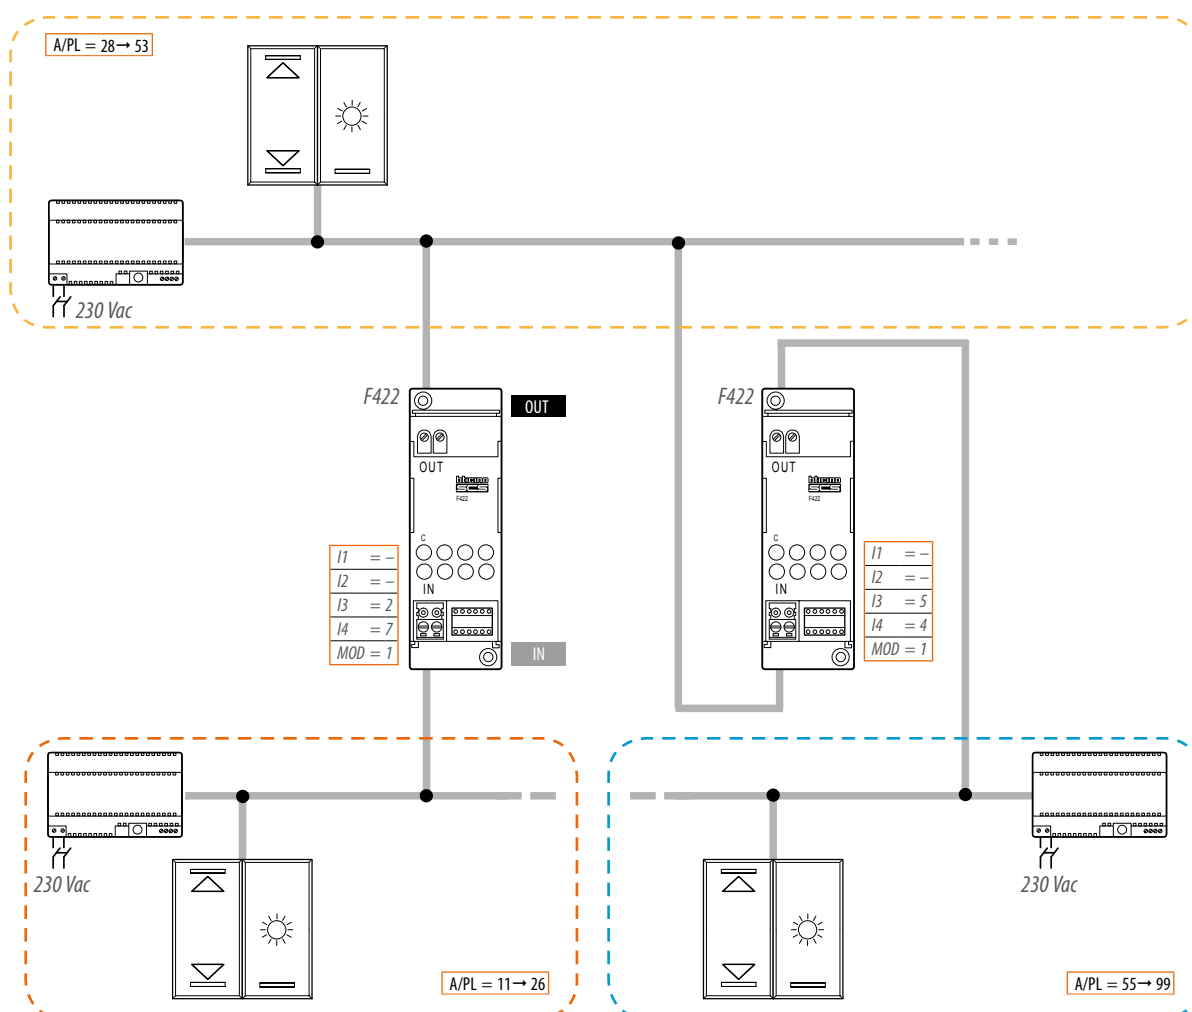 A/PL = 28→ 53
230 Vac
F422
OUT
OUT
bticino
F422
C
IN
I1 = –
I2 = –
I3 = 2
I4 = 7
MOD = 1
IN
F422
OUT
bticino
F422
C
IN
I1 = –
I2 = –
I3 = 5
I4 = 4
MOD = 1
230 Vac
A/PL = 11→ 26
230 Vac
A/PL = 55→ 99